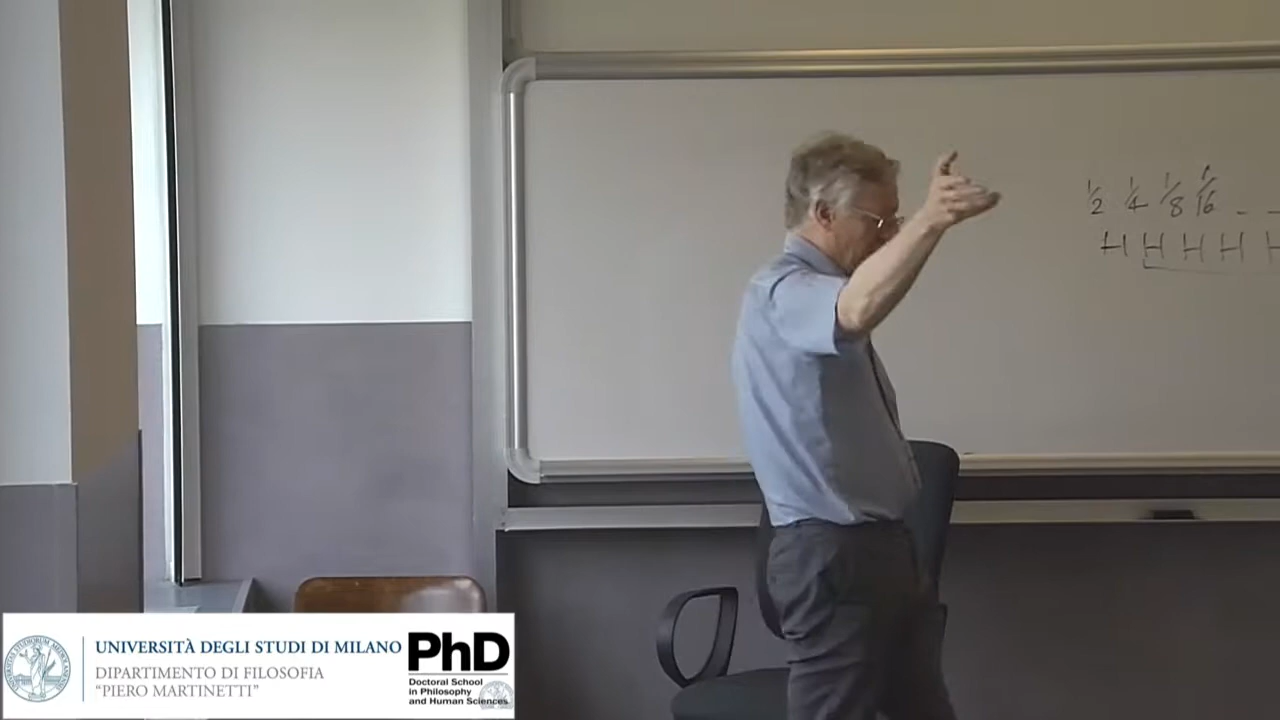 1/2 1/4 1/8 1/16 - -
H H H H H
UNIVERSITÀ DEGLI STUDI DI MILANO
DIPARTIMENTO DI FILOSOFIA
"PIERO MARTINETTI"
PhD
Doctoral School
in Philosophy
and Human Sciences